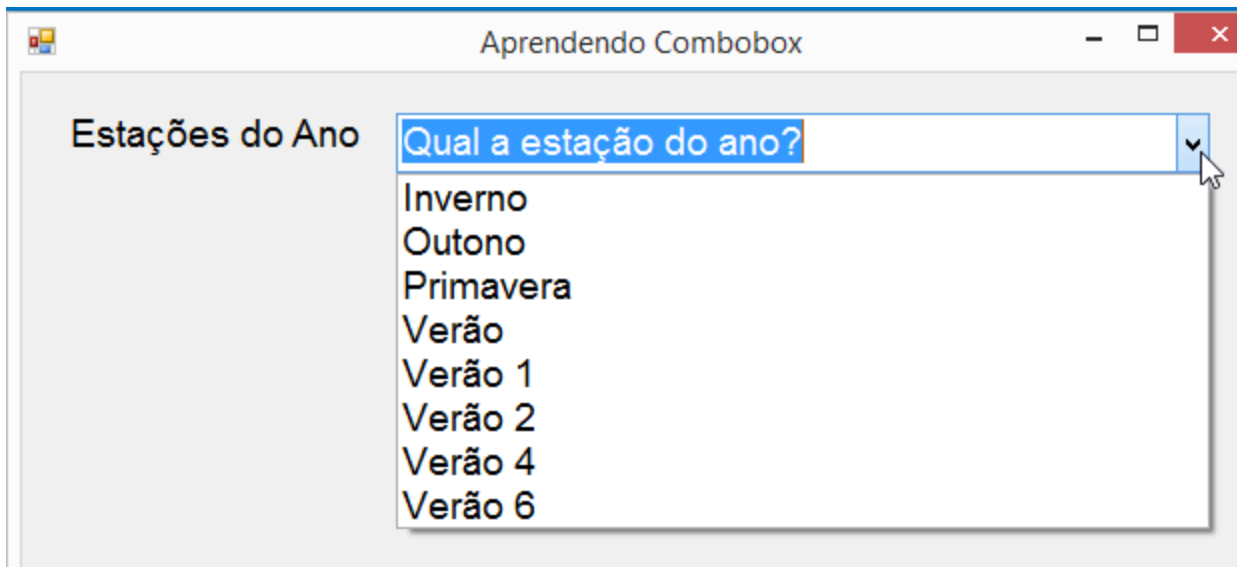 Aprendendo Combobox
Estações do Ano
Qual a estação do ano?
Inverno
Outono
Primavera
Verão
Verão 1
Verão 2
Verão 4
Verão 6